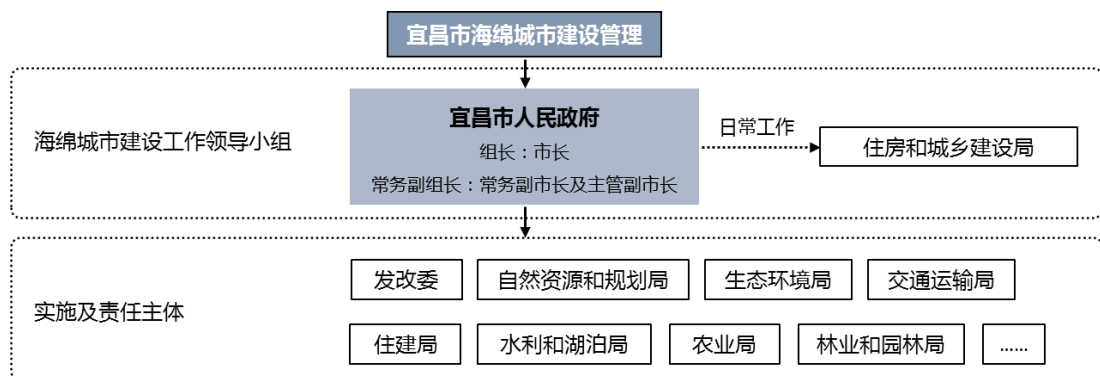 宜昌市海绵城市建设管理
海绵城市建设工作领导小组
宜昌市人民政府
组长：市长
常务副组长：常务副市长及主管副市长
日常工作
住房和城乡建设局
实施及责任主体
发改委
自然资源和规划局
生态环境局
交通运输局
住建局
水利和湖泊局
农业局
林业和园林局
......